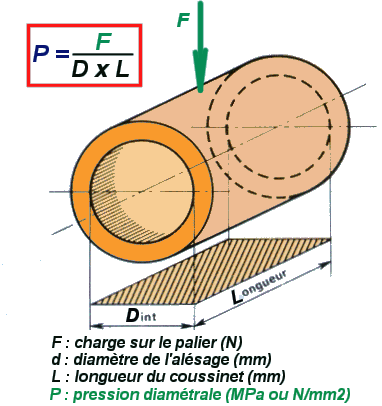 F
P = F / D x L
Longueur
Dint
F : charge sur le palier (N)
d : diamètre de l'alésage (mm)
L : longueur du coussinet (mm)
P : pression diamétrale (MPa ou N/mm2)